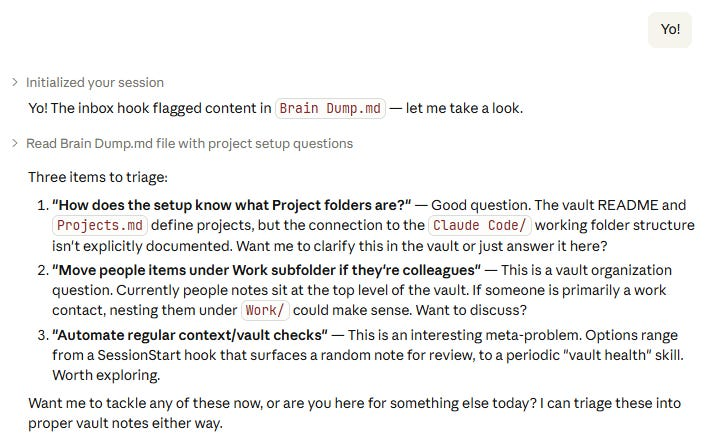 Yo!
Initialized your session
Yo! The inbox hook flagged content in Brain Dump.md — let me take a look.
Read Brain Dump.md file with project setup questions
Three items to triage:
1. "How does the setup know what Project folders are?" — Good question. The vault README and
Projects.md define projects, but the connection to the Claude Code/ working folder structure
isn't explicitly documented. Want me to clarify this in the vault or just answer it here?
2. "Move people items under Work subfolder if they're colleagues" — This is a vault organization
question. Currently people notes sit at the top level of the vault. If someone is primarily a work
contact, nesting them under Work/ could make sense. Want to discuss?
3. "Automate regular context/vault checks" — This is an interesting meta-problem. Options range
from a SessionStart hook that surfaces a random note for review, to a periodic "vault health" skill.
Worth exploring.
Want me to tackle any of these now, or are you here for something else today? I can triage these into
proper vault notes either way.